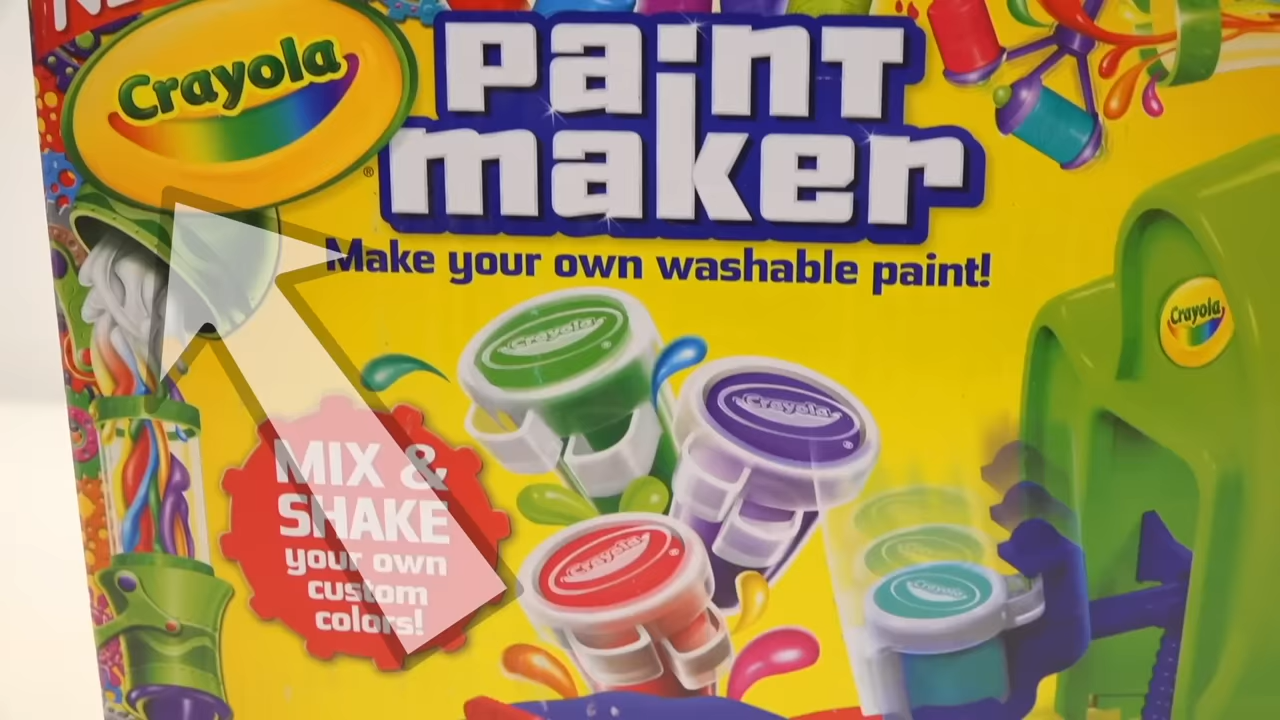 Crayola
paint
maker
Make your own washable paint!
Crayola
Crayola
Crayola
MIX &
SHAKE
your own
custom
colors!
Crayola
Crayola